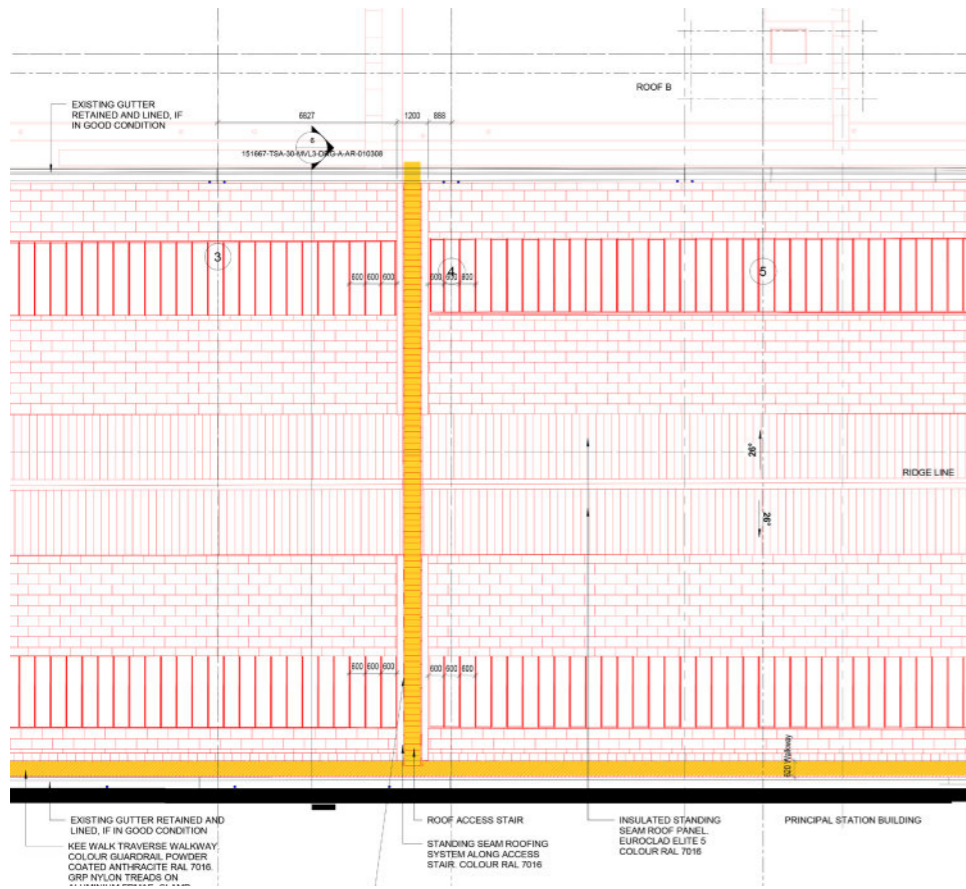 ROOF B
EXISTING GUTTER
RETAINED AND LINED, IF
IN GOOD CONDITION
6627
1200
888
6
151667-TSA-30-MVL3-DRG-A-AR-010308
3
4
5
600 600 600
600 600 600
26°
RIDGE LINE
26°
600 600 600
600 600 600
620 Walkway
EXISTING GUTTER RETAINED AND
LINED, IF IN GOOD CONDITION
KEE WALK TRAVERSE WALKWAY.
COLOUR GUARDRAIL POWDER
COATED ANTHRACITE RAL 7016.
GRP NYLON TREADS ON
ROOF ACCESS STAIR
STANDING SEAM ROOFING
SYSTEM ALONG ACCESS
STAIR. COLOUR RAL 7016
INSULATED STANDING
SEAM ROOF PANEL.
EUROCLAD ELITE 5
COLOUR RAL 7016
PRINCIPAL STATION BUILDING